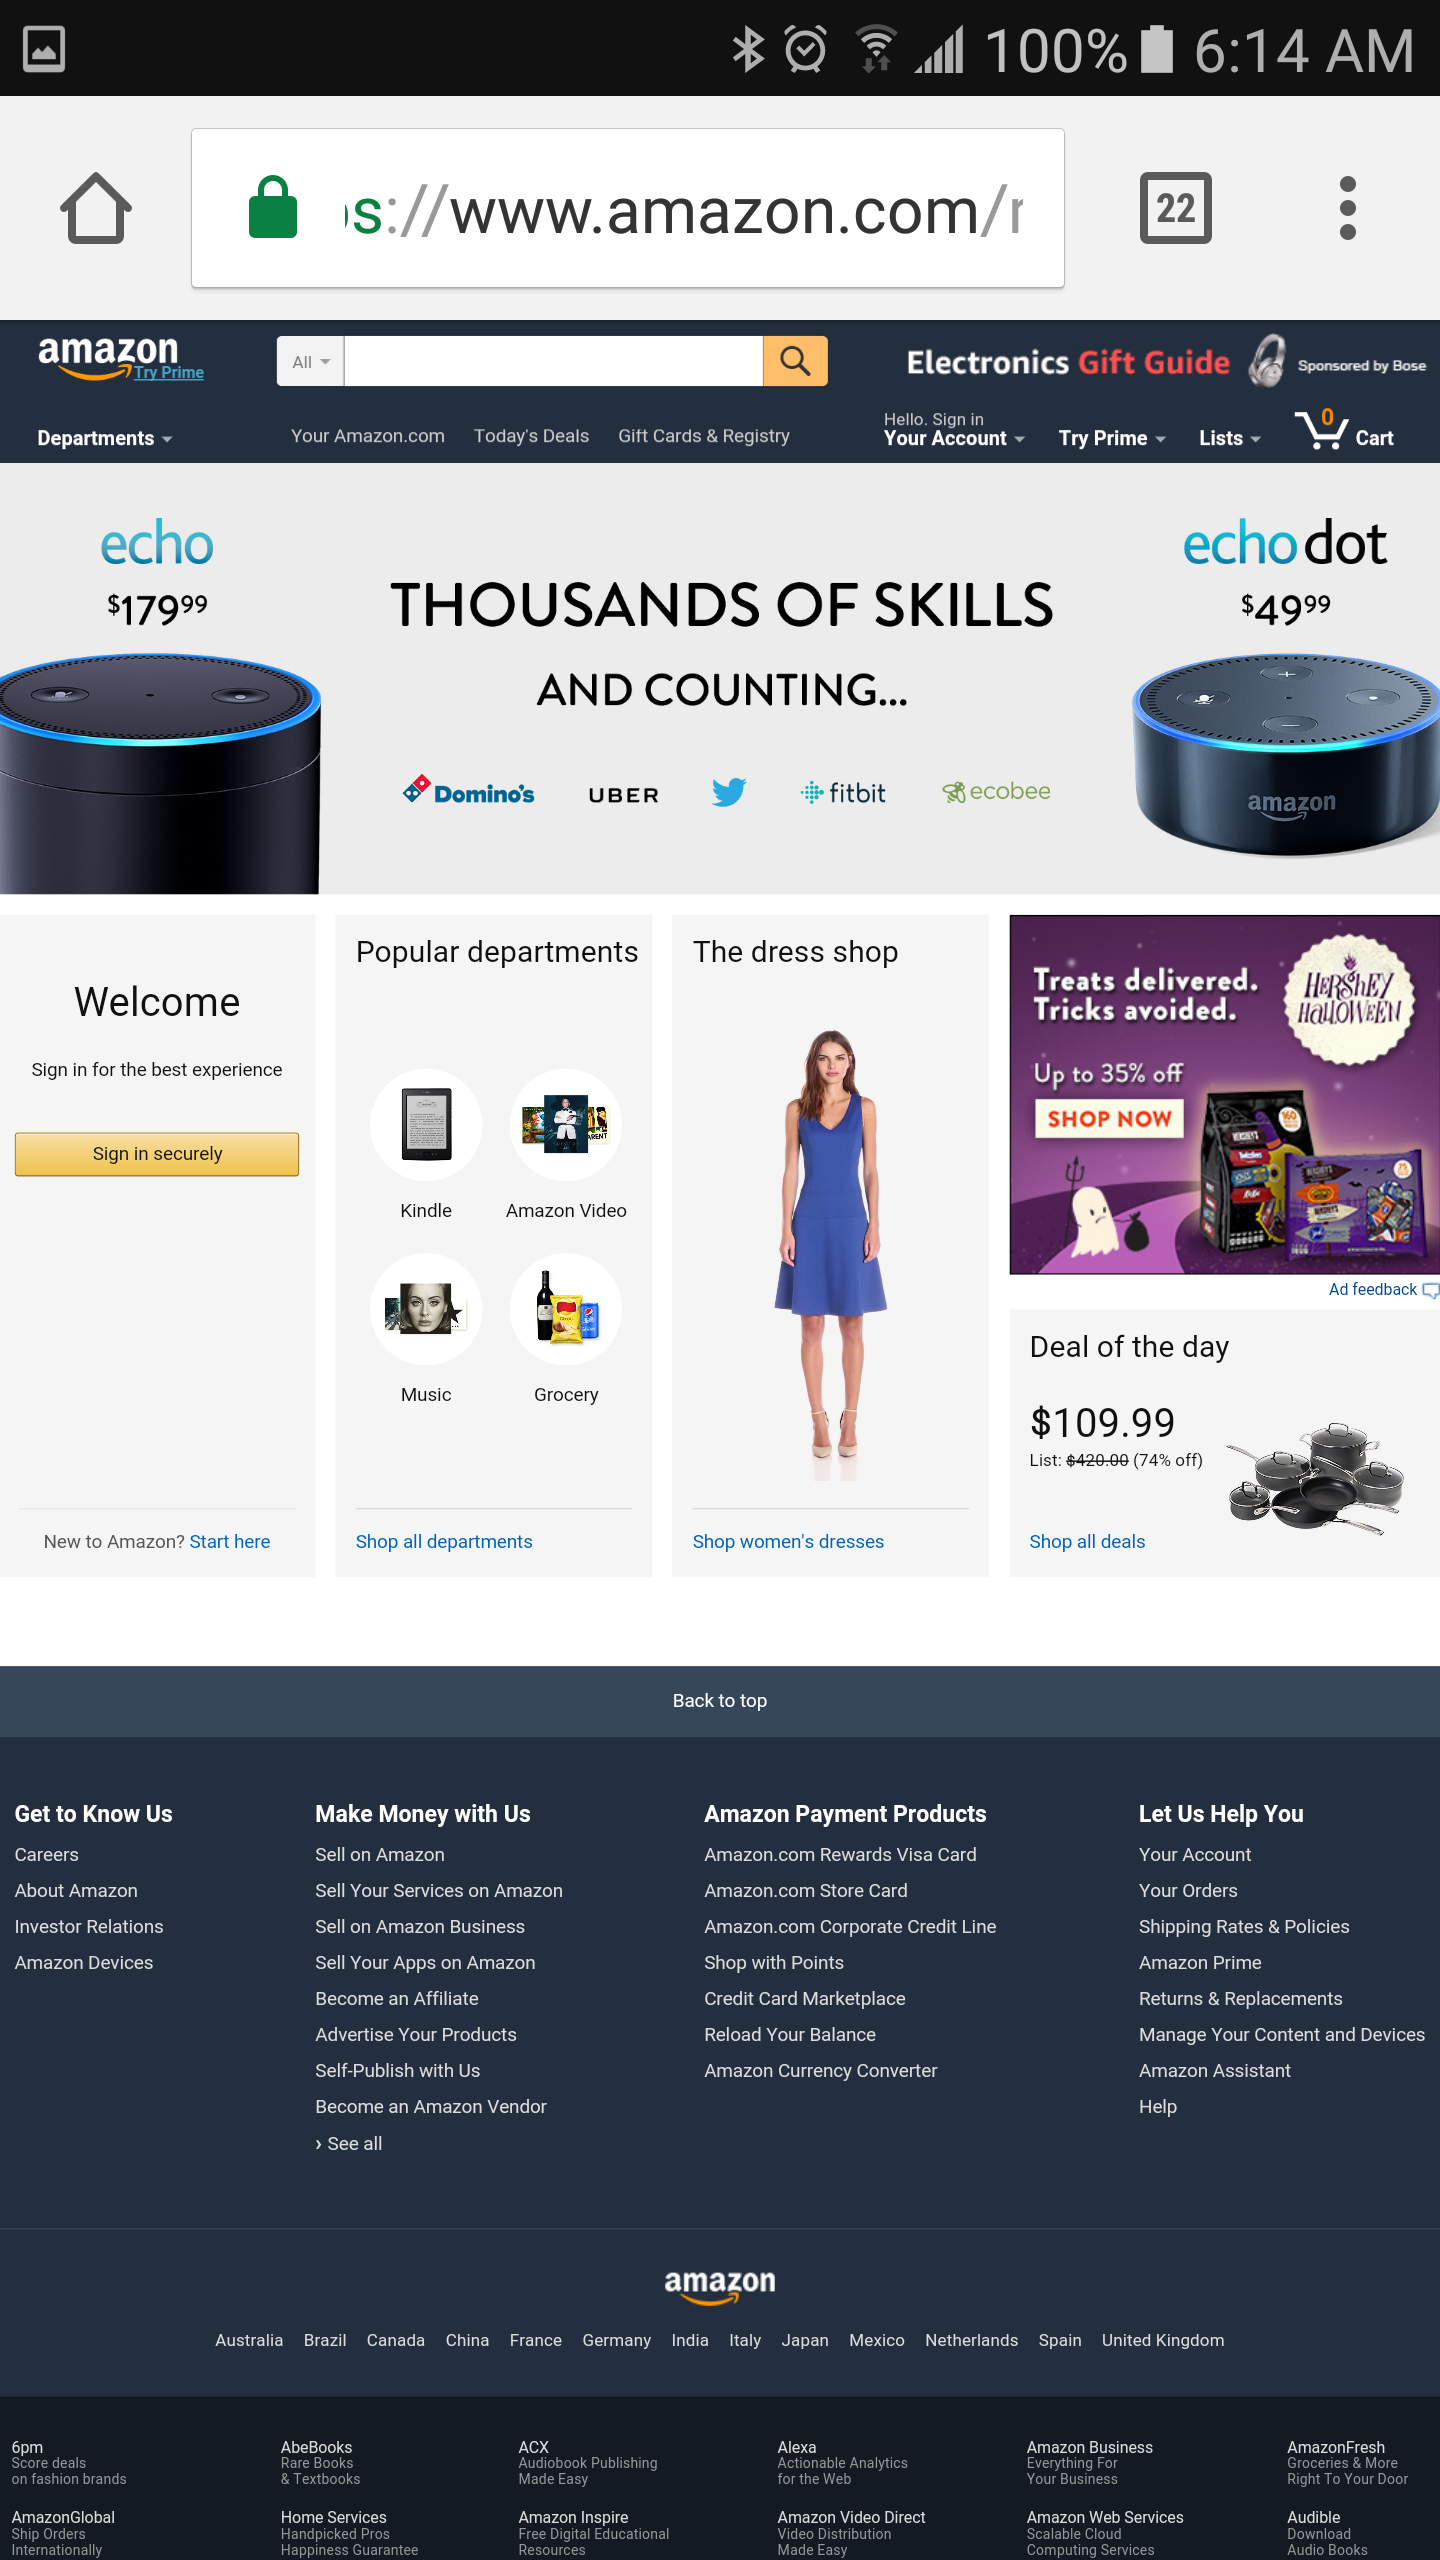 100% 6:14 AM
s://www.amazon.com/r
22
amazon
Try Prime
All
Electronics Gift Guide
Sponsored by Bose
Departments
Your Amazon.com
Today's Deals
Gift Cards & Registry
Hello. Sign in
Your Account
Try Prime
Lists
0
Cart
echo
$179.99
THOUSANDS OF SKILLS
AND COUNTING...
Domino's
UBER
fitbit
ecobee
echo dot
$49.99
amazon
Welcome
Sign in for the best experience
Sign in securely
New to Amazon? Start here
Popular departments
Kindle
Amazon Video
Music
Grocery
Shop all departments
The dress shop
Shop women's dresses
Treats delivered.
Tricks avoided.
HERSHEY
HALLOWEEN
Up to 35% off
SHOP NOW
Ad feedback
Deal of the day
$109.99
List: $420.00 (74% off)
Shop all deals
Back to top
Get to Know Us
Careers
About Amazon
Investor Relations
Amazon Devices
Make Money with Us
Sell on Amazon
Sell Your Services on Amazon
Sell on Amazon Business
Sell Your Apps on Amazon
Become an Affiliate
Advertise Your Products
Self-Publish with Us
Become an Amazon Vendor
› See all
Amazon Payment Products
Amazon.com Rewards Visa Card
Amazon.com Store Card
Amazon.com Corporate Credit Line
Shop with Points
Credit Card Marketplace
Reload Your Balance
Amazon Currency Converter
Let Us Help You
Your Account
Your Orders
Shipping Rates & Policies
Amazon Prime
Returns & Replacements
Manage Your Content and Devices
Amazon Assistant
Help
amazon
Australia Brazil Canada China France Germany India Italy Japan Mexico Netherlands Spain United Kingdom
6pm
Score deals
on fashion brands
AbeBooks
Rare Books
& Textbooks
ACX
Audiobook Publishing
Made Easy
Alexa
Actionable Analytics
for the Web
Amazon Business
Everything For
Your Business
AmazonFresh
Groceries & More
Right To Your Door
AmazonGlobal
Ship Orders
Internationally
Home Services
Handpicked Pros
Happiness Guarantee
Amazon Inspire
Free Digital Educational
Resources
Amazon Video Direct
Video Distribution
Made Easy
Amazon Web Services
Scalable Cloud
Computing Services
Audible
Download
Audio Books